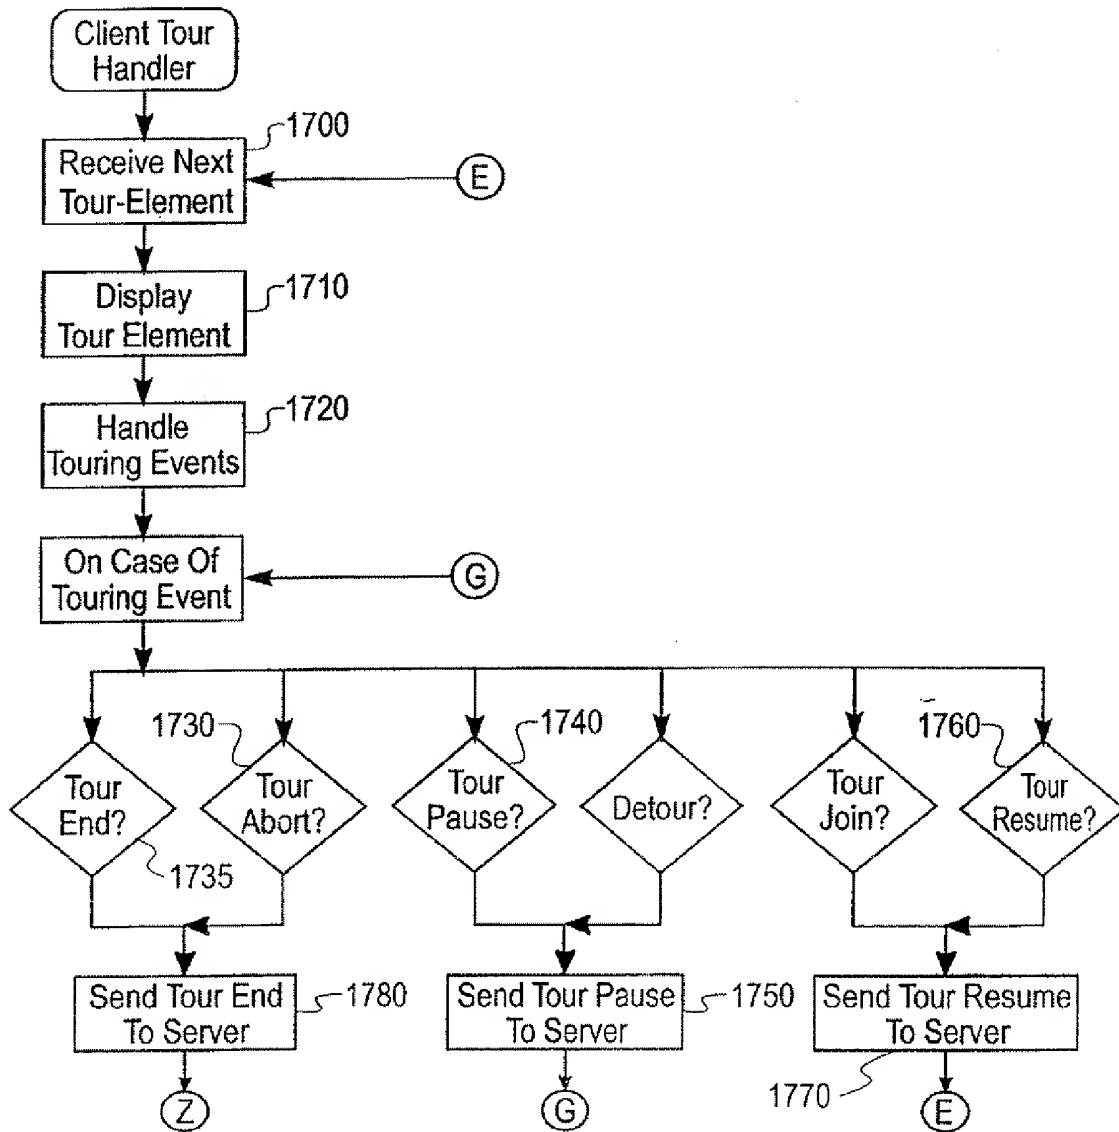 Client Tour
Handler
1700
Receive Next
Tour-Element
E
1710
Display
Tour Element
1720
Handle
Touring Events
On Case Of
Touring Event
G
1730
1740
1760
Tour
End?
Tour
Abort?
Tour
Pause?
Detour?
Tour
Join?
Tour
Resume?
1735
Send Tour End
To Server
1780
Send Tour Pause
To Server
1750
Send Tour Resume
To Server
1770
Z
G
E